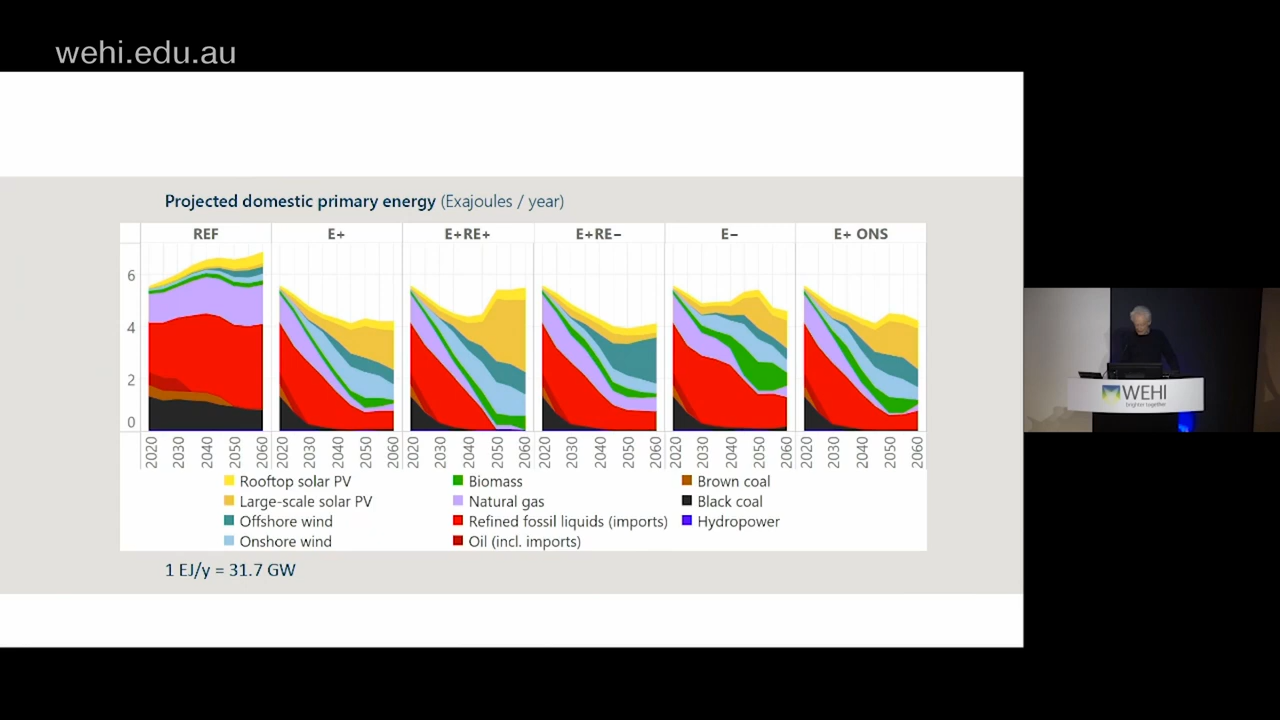 wehi.edu.au
Projected domestic primary energy (Exajoules / year)
REF E+ E+RE+ E+RE− E− E+ ONS
6
4
2
0
2020 2030 2040 2050 2060 2020 2030 2040 2050 2060 2020 2030 2040 2050 2060 2020 2030 2040 2050 2060 2020 2030 2040 2050 2060 2020 2030 2040 2050 2060
Rooftop solar PV Biomass Brown coal
Large-scale solar PV Natural gas Black coal
Offshore wind Refined fossil liquids (imports) Hydropower
Onshore wind Oil (incl. imports)
1 EJ/y = 31.7 GW
WEHI
brighter together